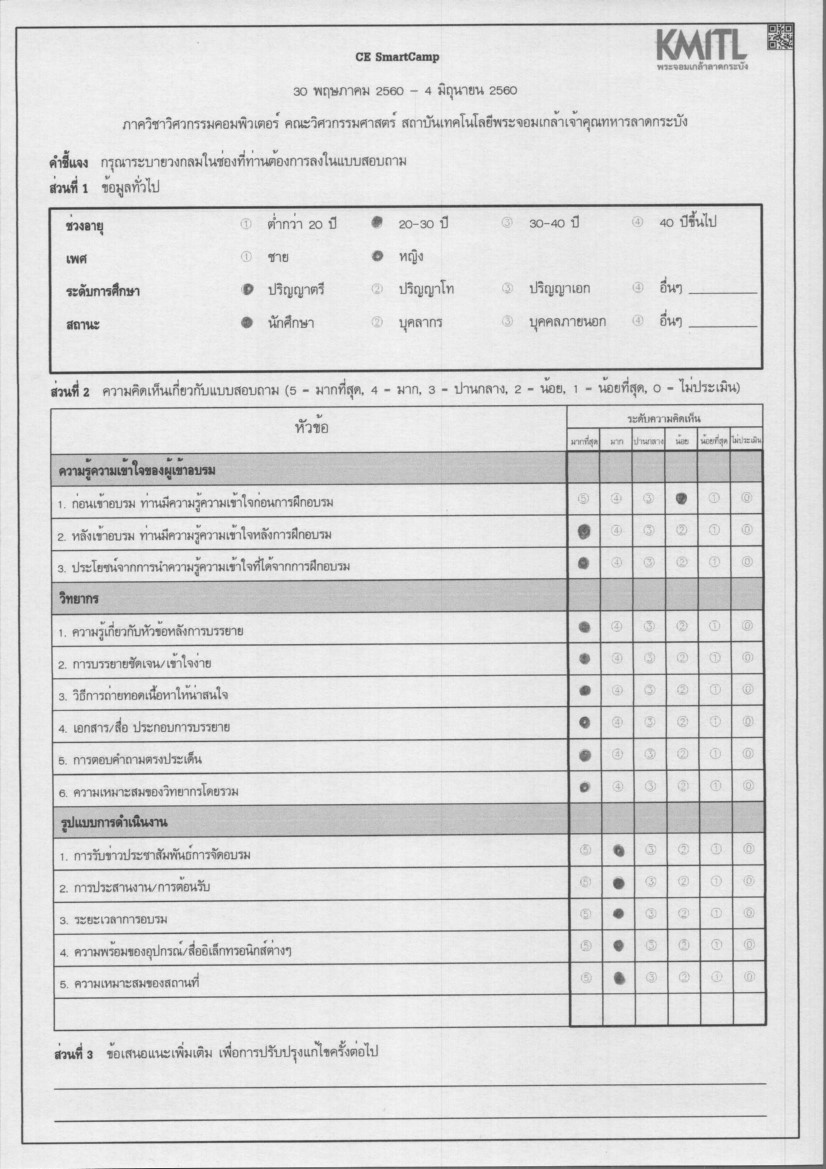 KMITL
พระจอมเกล้าลาดกระบัง
CE SmartCamp
30 พฤษภาคม 2560 – 4 มิถุนายน 2560
ภาควิชาวิศวกรรมคอมพิวเตอร์ คณะวิศวกรรมศาสตร์ สถาบันเทคโนโลยีพระจอมเกล้าเจ้าคุณทหารลาดกระบัง
คำชี้แจง กรุณาระบายวงกลมในช่องที่ท่านต้องการลงในแบบสอบถาม
ส่วนที่ 1 ข้อมูลทั่วไป
ช่วงอายุ ① ต่ำกว่า 20 ปี ● 20-30 ปี ③ 30-40 ปี ④ 40 ปีขึ้นไป
เพศ ① ชาย ● หญิง
ระดับการศึกษา ● ปริญญาตรี ② ปริญญาโท ③ ปริญญาเอก ④ อื่นๆ
สถานะ ● นักศึกษา ② บุคลากร ③ บุคคลภายนอก ④ อื่นๆ
ส่วนที่ 2 ความคิดเห็นเกี่ยวกับแบบสอบถาม (5 – มากที่สุด, 4 – มาก, 3 – ปานกลาง, 2 – น้อย, 1 – น้อยที่สุด, 0 – ไม่ประเมิน)
หัวข้อ ระดับความคิดเห็น
มากที่สุด มาก ปานกลาง น้อย น้อยที่สุด ไม่ประเมิน
ความรู้ความเข้าใจของผู้เข้าอบรม
1. ก่อนเข้าอบรม ท่านมีความรู้ความเข้าใจก่อนการฝึกอบรม ⑤ ④ ③ ● ① ⓪
2. หลังเข้าอบรม ท่านมีความรู้ความเข้าใจหลังการฝึกอบรม ● ④ ③ ② ① ⓪
3. ประโยชน์จากการนำความรู้ความเข้าใจที่ได้จากการฝึกอบรม ● ④ ③ ② ① ⓪
วิทยากร
1. ความรู้เกี่ยวกับหัวข้อหลังการบรรยาย ● ④ ③ ② ① ⓪
2. การบรรยายชัดเจน/เข้าใจง่าย ● ④ ③ ② ① ⓪
3. วิธีการถ่ายทอดเนื้อหาให้น่าสนใจ ● ④ ③ ② ① ⓪
4. เอกสาร/สื่อ ประกอบการบรรยาย ● ④ ③ ② ① ⓪
5. การตอบคำถามตรงประเด็น ● ④ ③ ② ① ⓪
6. ความเหมาะสมของวิทยากรโดยรวม ● ④ ③ ② ① ⓪
รูปแบบการดำเนินงาน
1. การรับข่าวประชาสัมพันธ์การจัดอบรม ⑤ ● ③ ② ① ⓪
2. การประสานงาน/การต้อนรับ ⑤ ● ③ ② ① ⓪
3. ระยะเวลาการอบรม ⑤ ● ③ ② ① ⓪
4. ความพร้อมของอุปกรณ์/สื่ออิเล็กทรอนิกส์ต่างๆ ⑤ ● ③ ② ① ⓪
5. ความเหมาะสมของสถานที่ ⑤ ● ③ ② ① ⓪
ส่วนที่ 3 ข้อเสนอแนะเพิ่มเติม เพื่อการปรับปรุงแก้ไขครั้งต่อไป